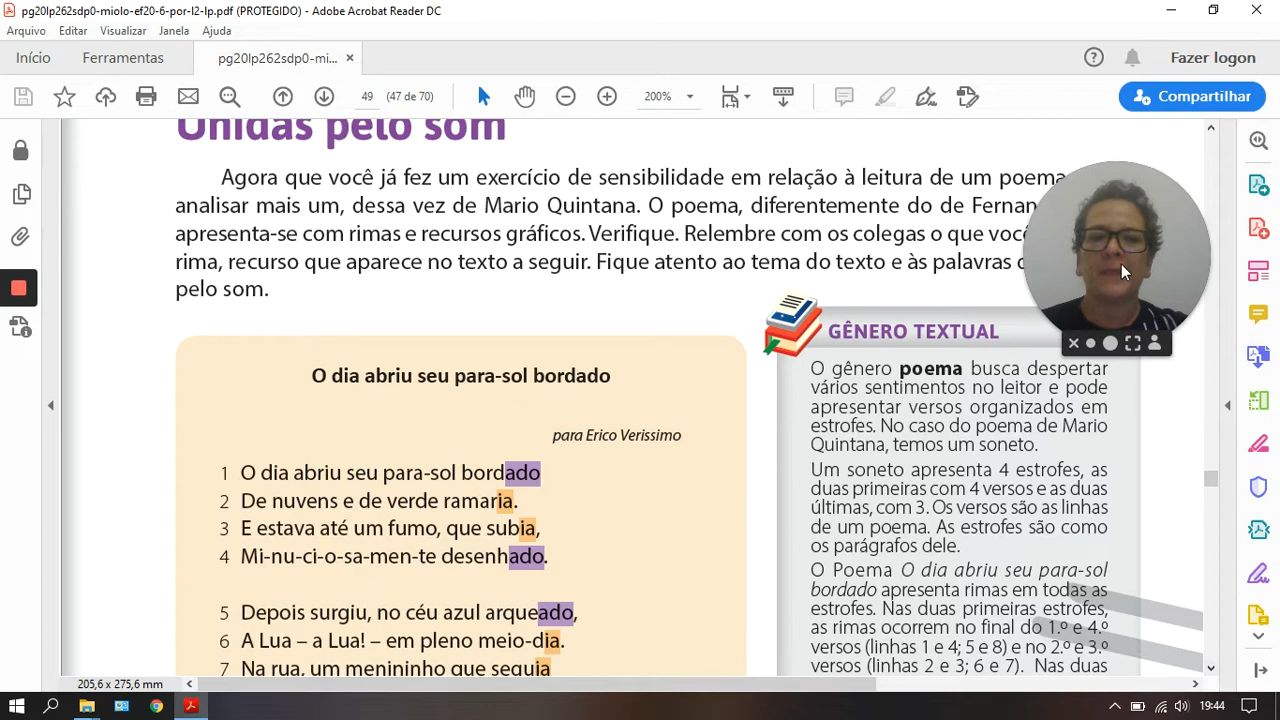 pg20lp262sdp0-miolo-ef20-6-por-l2-lp.pdf (PROTEGIDO) - Adobe Acrobat Reader DC
Arquivo Editar Visualizar Janela Ajuda
Início Ferramentas pg20lp262sdp0-mi... × Fazer logon
49 (47 de 70) 200% Compartilhar
Unidas pelo som
Agora que você já fez um exercício de sensibilidade em relação à leitura de um poema
analisar mais um, dessa vez de Mario Quintana. O poema, diferentemente do de
apresenta-se com rimas e recursos gráficos. Verifique. Relembre com os colegas o que
rima, recurso que aparece no texto a seguir. Fique atento ao tema do texto e às palavras
pelo som.
O dia abriu seu para-sol bordado
para Erico Verissimo
1 O dia abriu seu para-sol bordado
2 De nuvens e de verde ramaria.
3 E estava até um fumo, que subia,
4 Mi-nu-ci-o-sa-men-te desenhado.
5 Depois surgiu, no céu azul arqueado,
6 A Lua – a Lua! – em pleno meio-dia.
7 Na rua, um menininho que seguia
GÊNERO TEXTUAL
O gênero poema busca despertar
vários sentimentos no leitor e pode
apresentar versos organizados em
estrofes. No caso do poema de Mario
Quintana, temos um soneto.
Um soneto apresenta 4 estrofes, as
duas primeiras com 4 versos e as duas
últimas, com 3. Os versos são as linhas
de um poema. As estrofes são como
os parágrafos dele.
O Poema O dia abriu seu para-sol
bordado apresenta rimas em todas as
estrofes. Nas duas primeiras estrofes,
as rimas ocorrem no final do 1.º e 4.º
versos (linhas 1 e 4; 5 e 8) e no 2.º e 3.º
versos (linhas 2 e 3; 6 e 7). Nas duas
205,6 x 275,6 mm
19:44